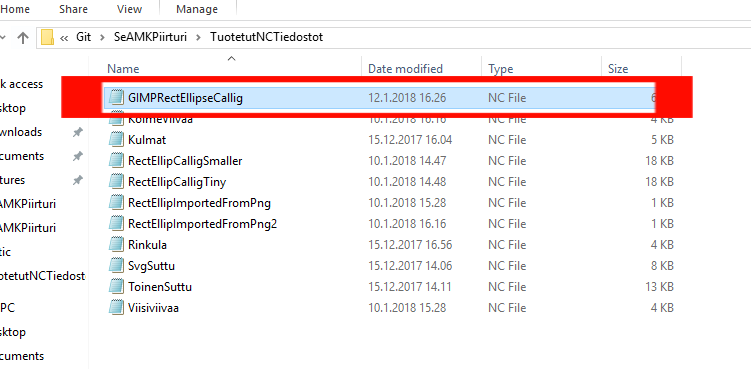 Home Share View Manage
« Git > SeAMKPiirturi > TuotetutNCTiedostot
Name Date modified Type Size
k access
GIMPRectEllipseCallig 12.1.2018 16.26 NC File 6
sktop
KolmeViivaa 10.1.2018 16.16 NC File 4 KB
wnloads
Kulmat 15.12.2017 16.04 NC File 5 KB
cuments
RectEllipCalligSmaller 10.1.2018 14.47 NC File 18 KB
tures
RectEllipCalligTiny 10.1.2018 14.48 NC File 18 KB
AMKPiirturi
RectEllipImportedFromPng 10.1.2018 15.28 NC File 1 KB
AMKPiirturi
RectEllipImportedFromPng2 10.1.2018 16.16 NC File 1 KB
tic
Rinkula 15.12.2017 16.56 NC File 4 KB
otetutNCTiedost
SvgSuttu 15.12.2017 14.06 NC File 8 KB
PC
ToinenSuttu 15.12.2017 14.11 NC File 13 KB
sktop
Viisiviivaa 10.1.2018 15.28 NC File 4 KB
cuments